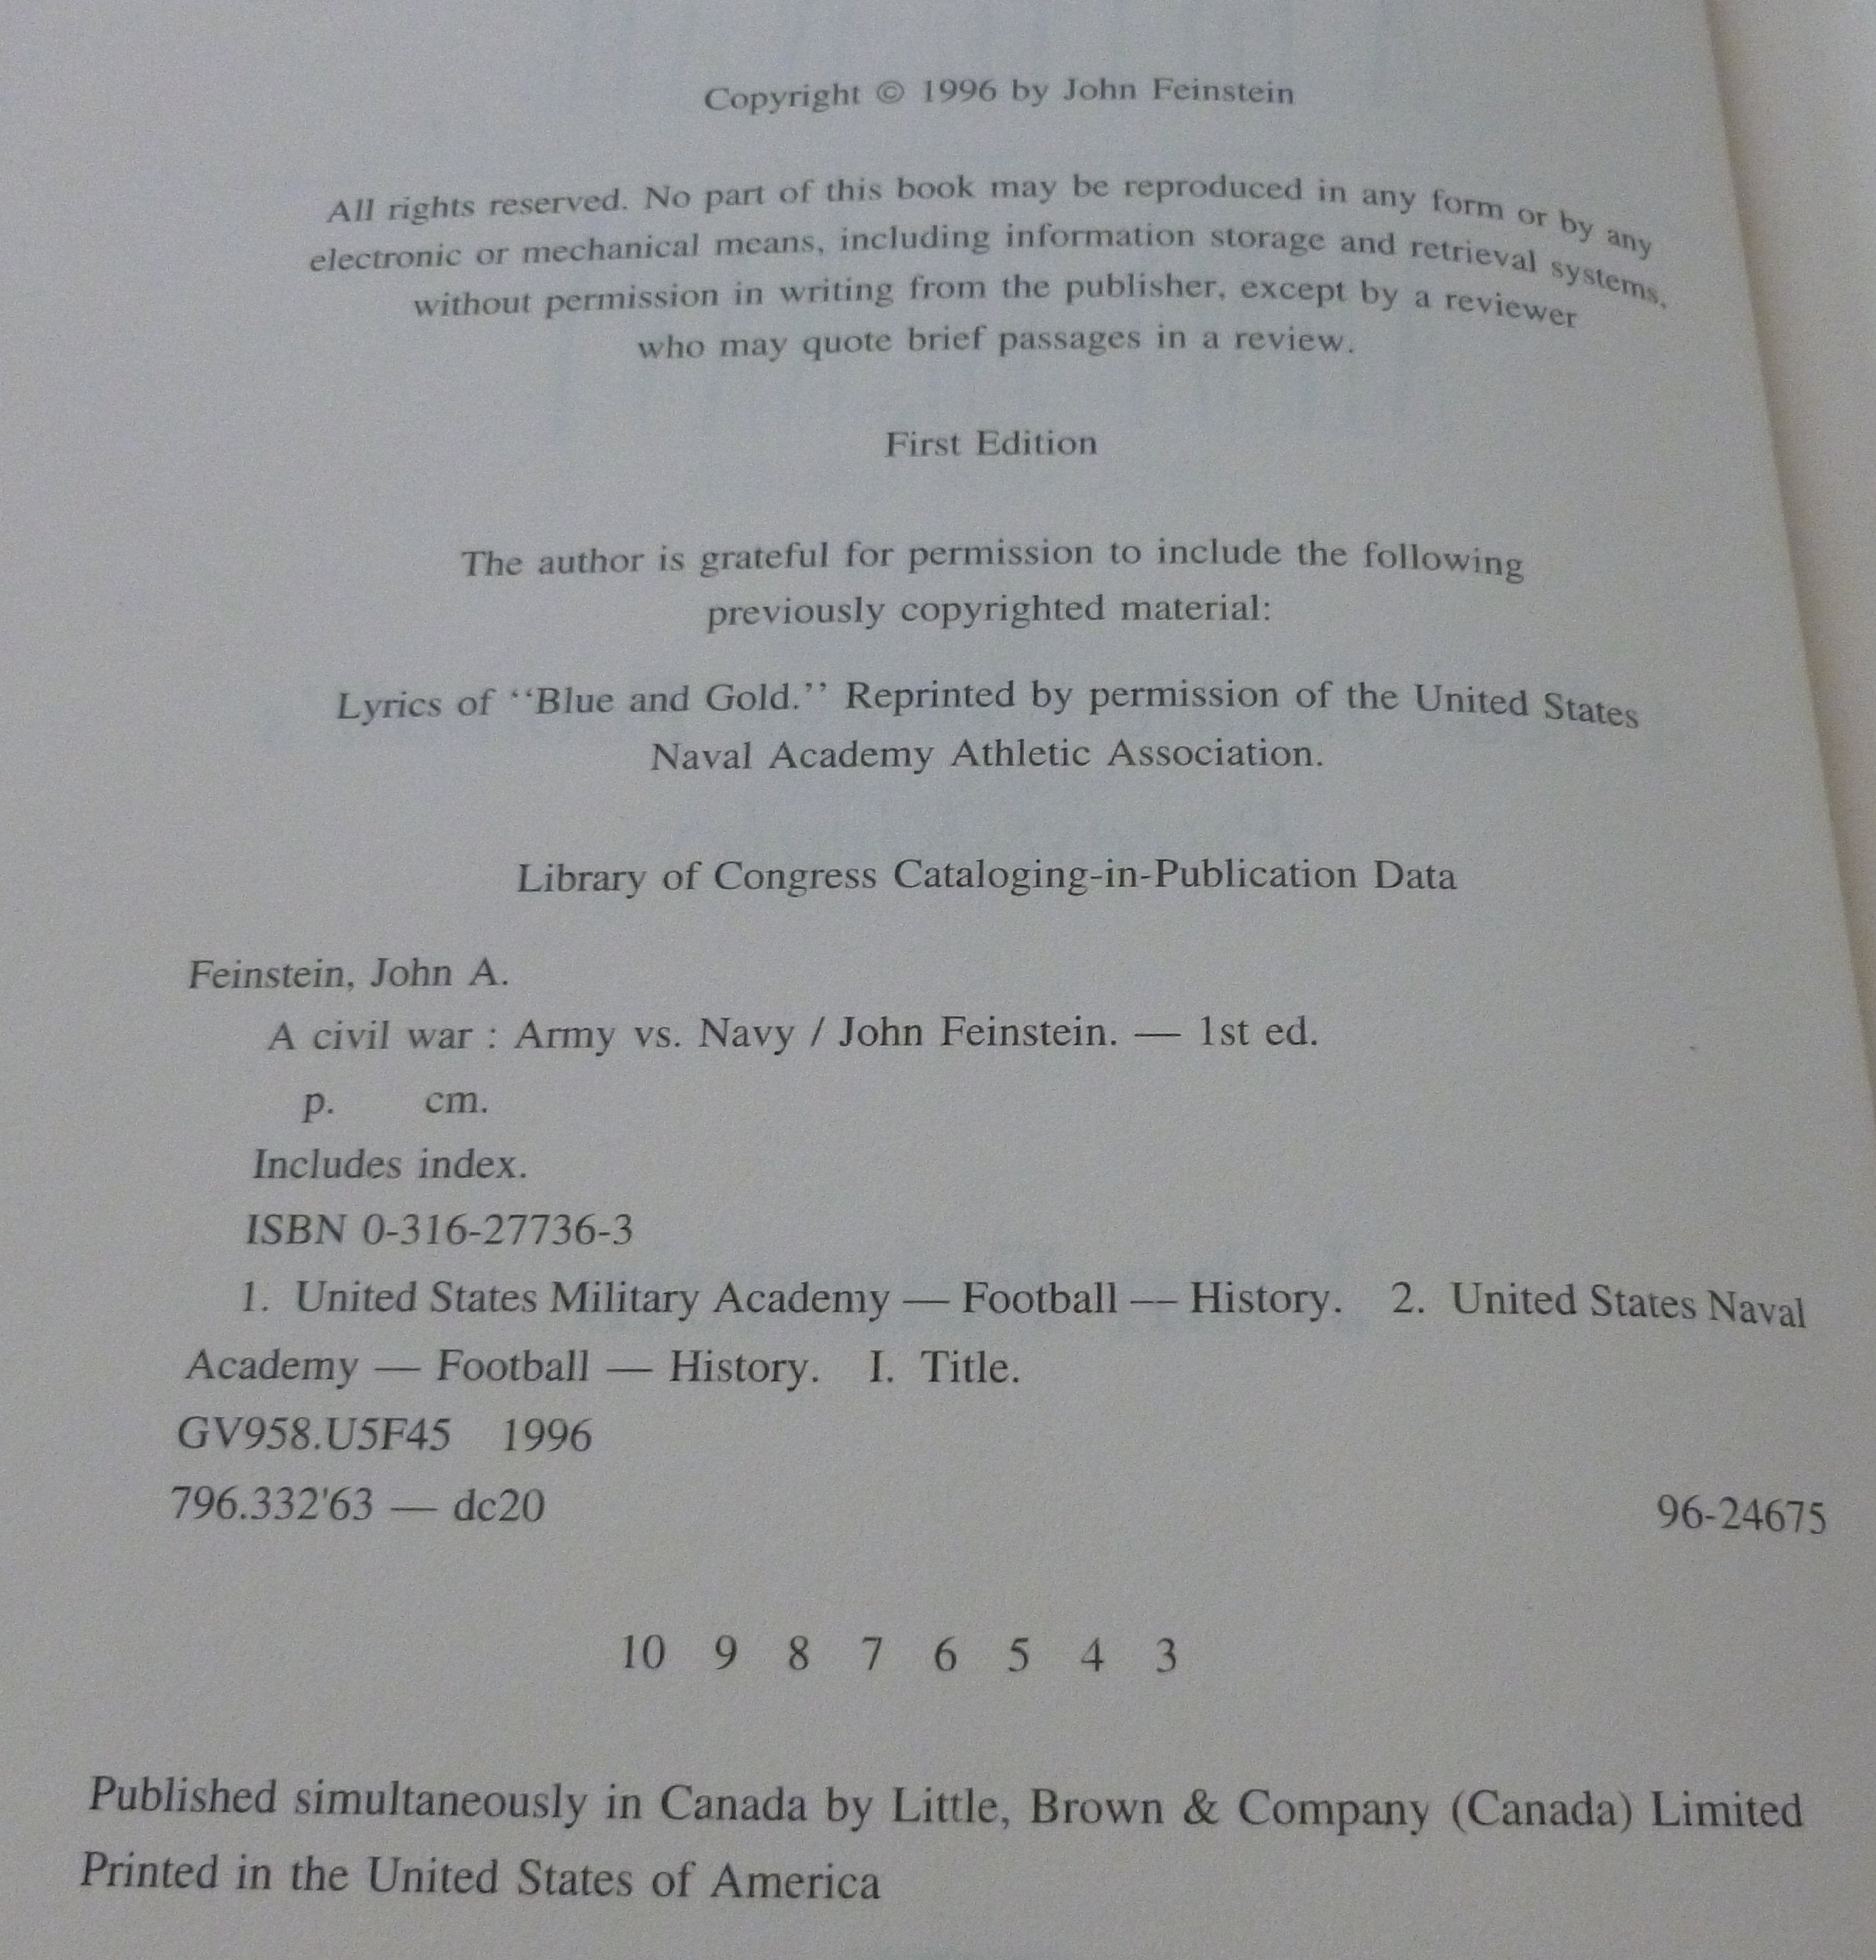 Copyright © 1996 by John Feinstein
All rights reserved. No part of this book may be reproduced in any form or by any
electronic or mechanical means, including information storage and retrieval systems,
without permission in writing from the publisher, except by a reviewer
who may quote brief passages in a review.
First Edition
The author is grateful for permission to include the following
previously copyrighted material:
Lyrics of ‘‘Blue and Gold.’’ Reprinted by permission of the United States
Naval Academy Athletic Association.
Library of Congress Cataloging-in-Publication Data
Feinstein, John A.
A civil war : Army vs. Navy / John Feinstein. — 1st ed.
p. cm.
Includes index.
ISBN 0-316-27736-3
1. United States Military Academy — Football — History. 2. United States Naval
Academy — Football — History. I. Title.
GV958.U5F45 1996
796.332'63 — dc20 96-24675
10 9 8 7 6 5 4 3
Published simultaneously in Canada by Little, Brown & Company (Canada) Limited
Printed in the United States of America